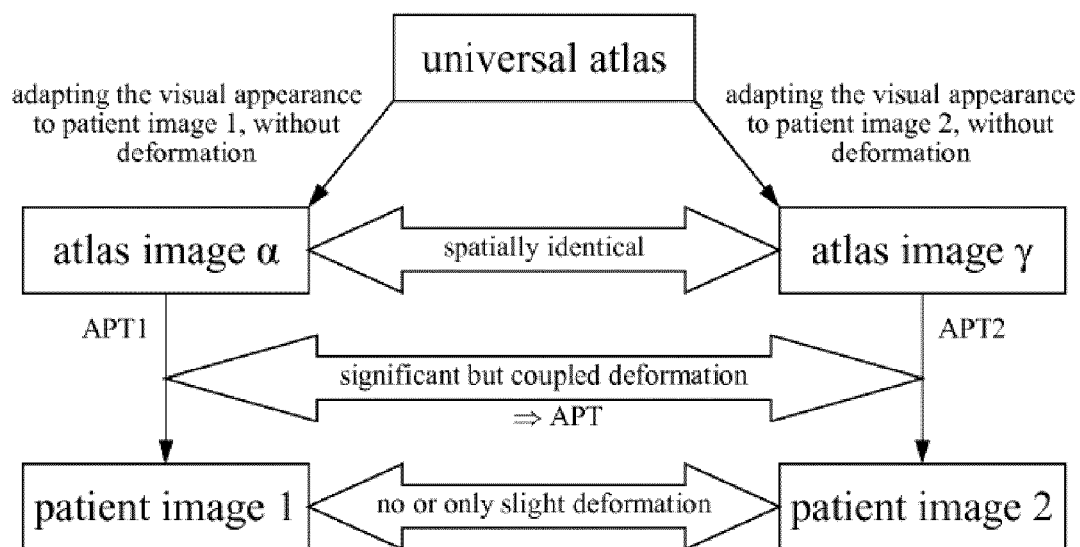 universal atlas
adapting the visual appearance
to patient image 1, without
deformation
adapting the visual appearance
to patient image 2, without
deformation
atlas image α
spatially identical
atlas image γ
APT1
APT2
significant but coupled deformation
⇒ APT
patient image 1
no or only slight deformation
patient image 2